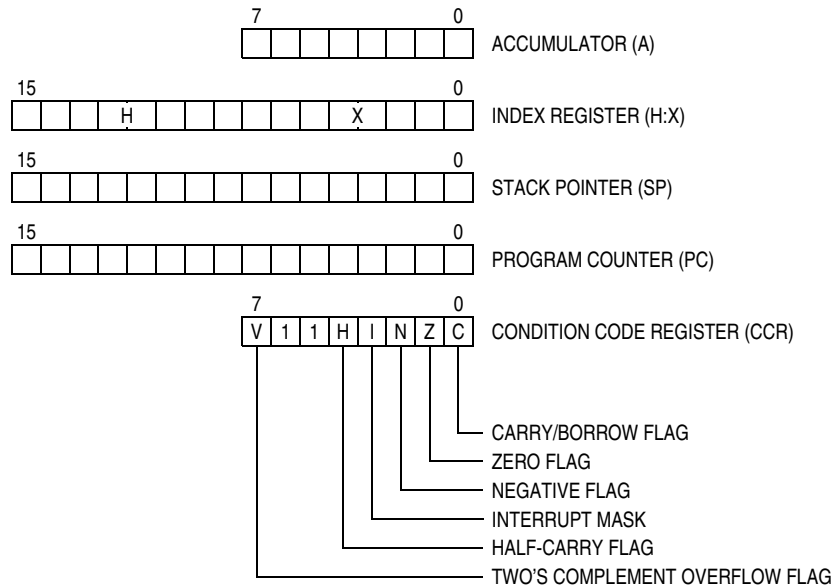 7 0
ACCUMULATOR (A)
15 0
H X INDEX REGISTER (H:X)
15 0
STACK POINTER (SP)
15 0
PROGRAM COUNTER (PC)
7 0
V 1 1 H I N Z C CONDITION CODE REGISTER (CCR)
CARRY/BORROW FLAG
ZERO FLAG
NEGATIVE FLAG
INTERRUPT MASK
HALF-CARRY FLAG
TWO'S COMPLEMENT OVERFLOW FLAG